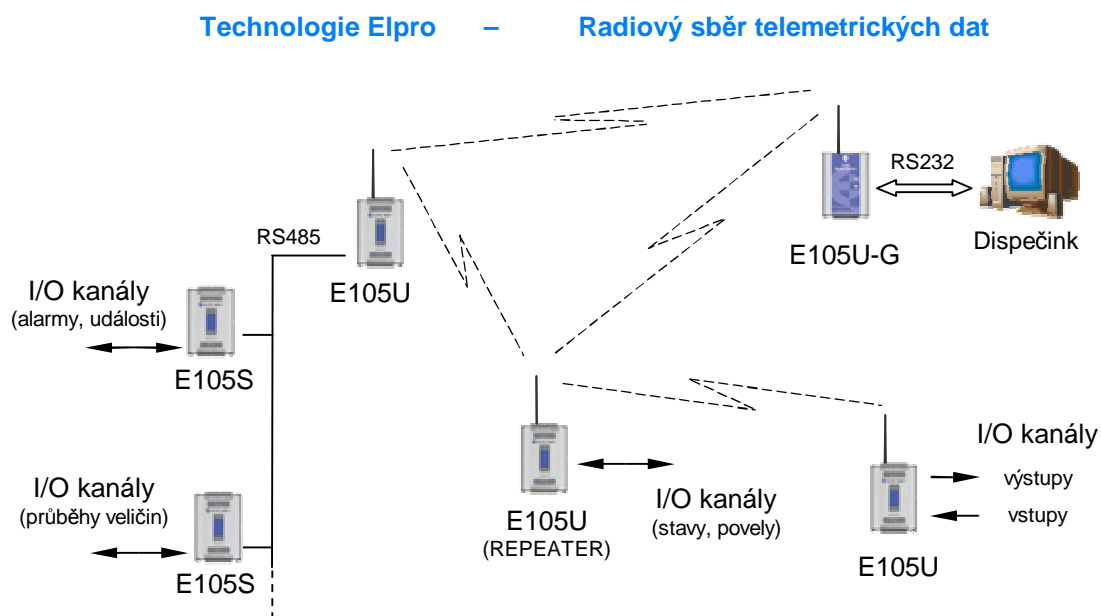 Technologie Elpro – Radiový sběr telemetrických dat
RS232
Dispečink
E105U-G
RS485
E105U
I/O kanály
(alarmy, události)
E105S
I/O kanály
(průběhy veličin)
E105S
E105U
(REPEATER)
I/O kanály
(stavy, povely)
I/O kanály
výstupy
vstupy
E105U